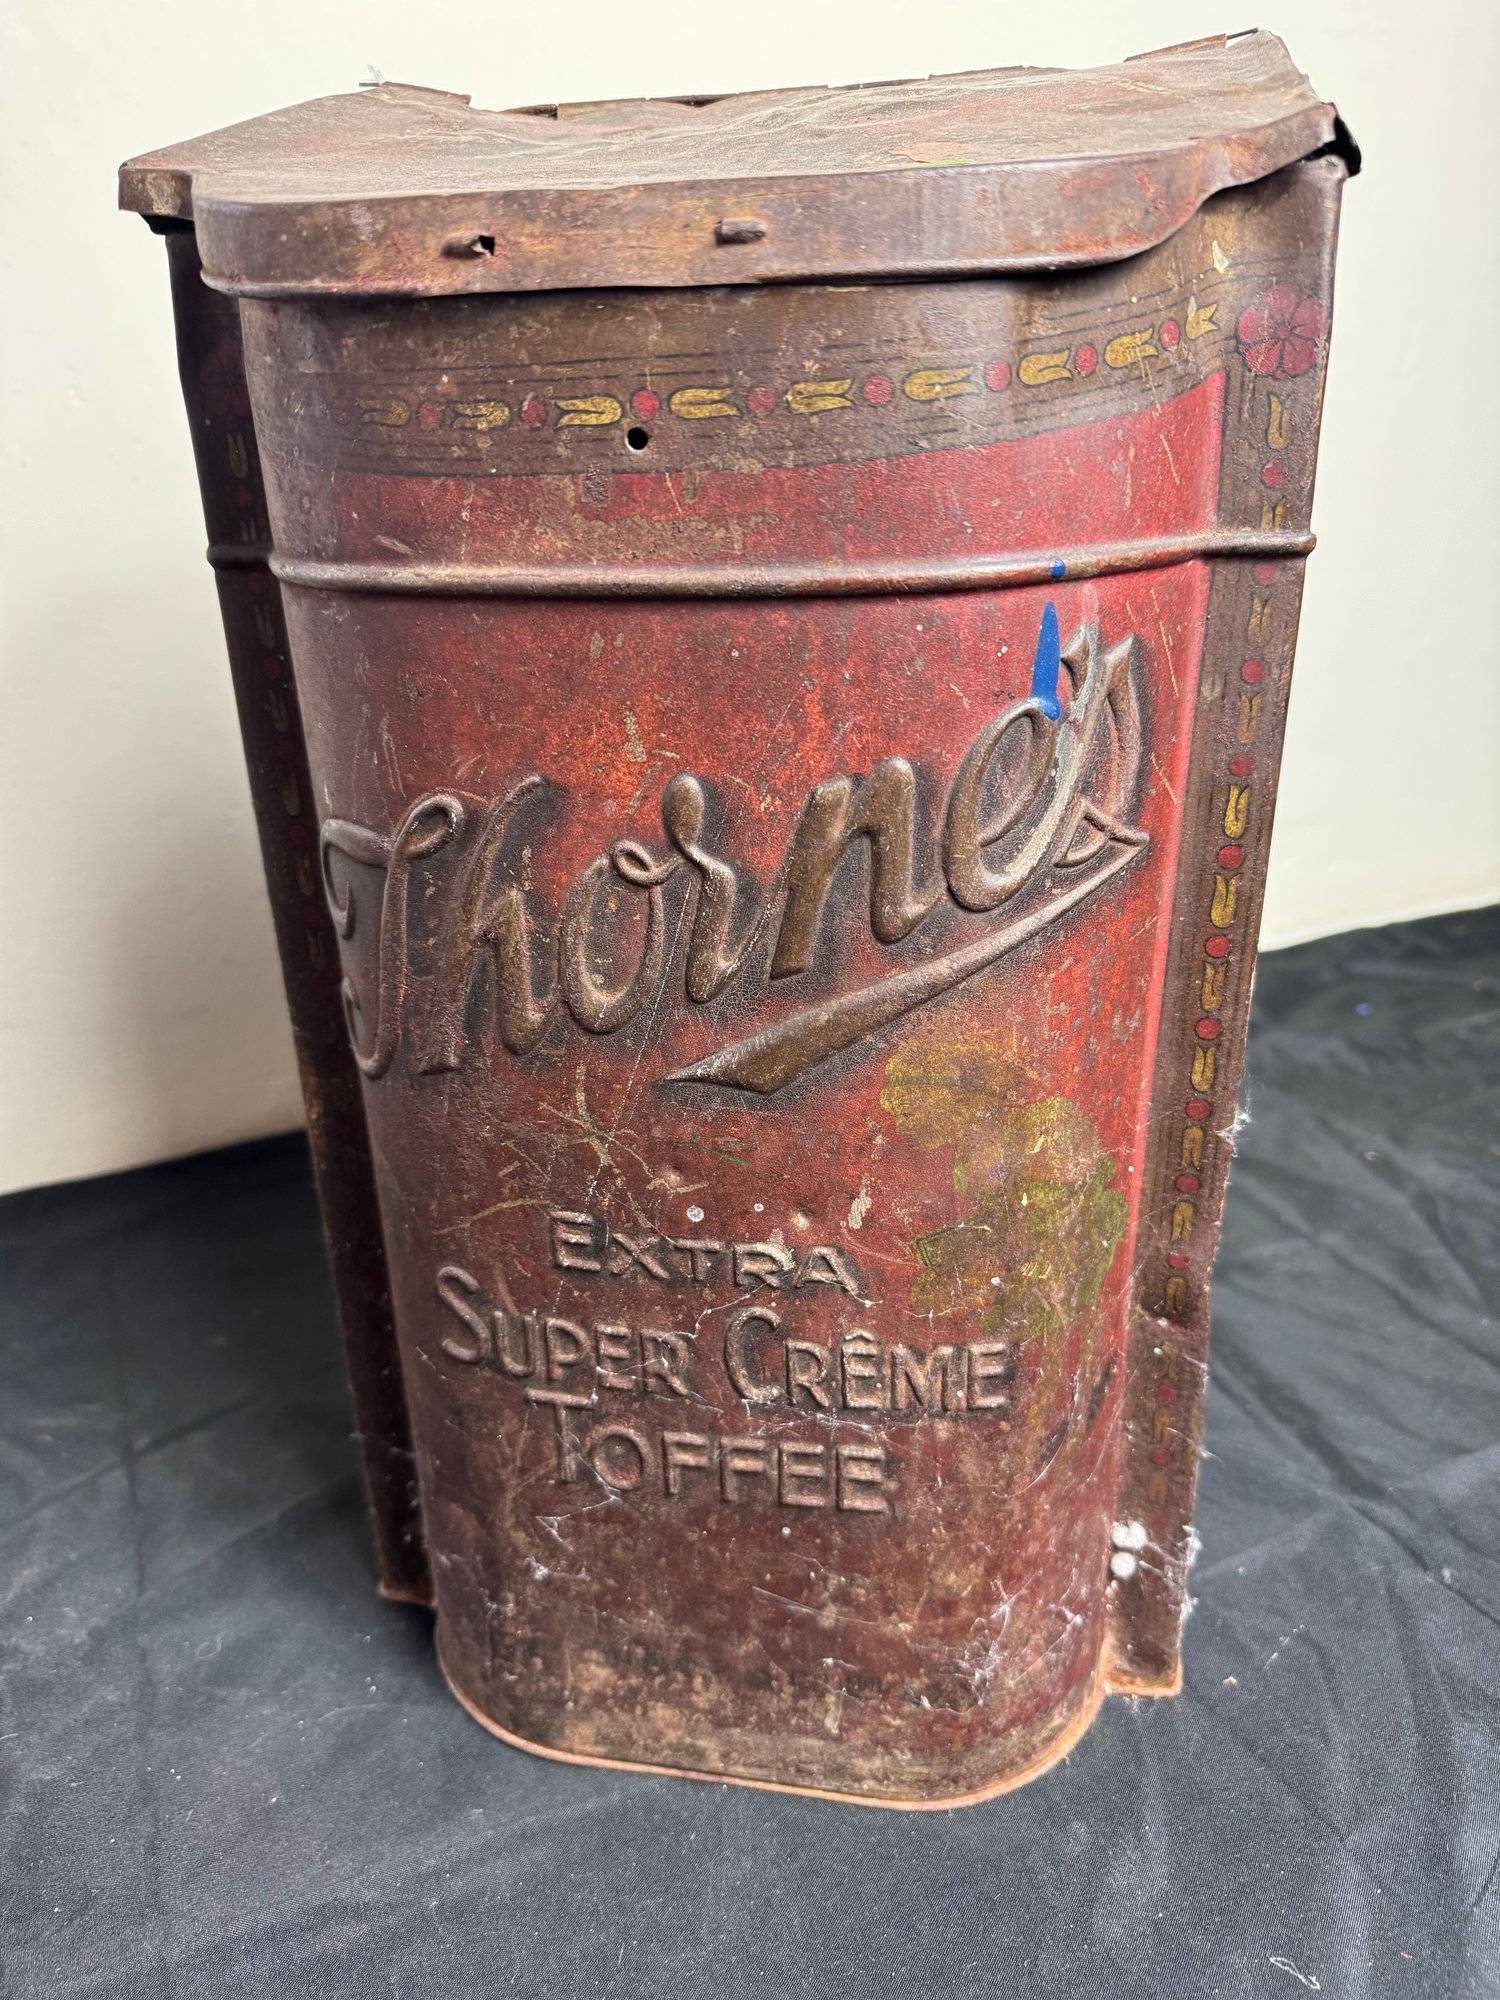 Thorne's
EXTRA
SUPER CRÊME
TOFFEE